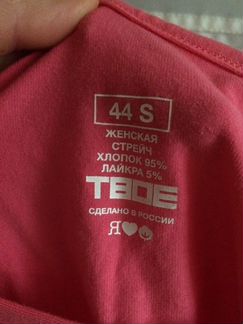 44 S
ЖЕНСКАЯ
СТРЕЙЧ
ХЛОПОК 95%
ЛАЙКРА 5%
ТВОЕ
СДЕЛАНО В РОССИИ
Я